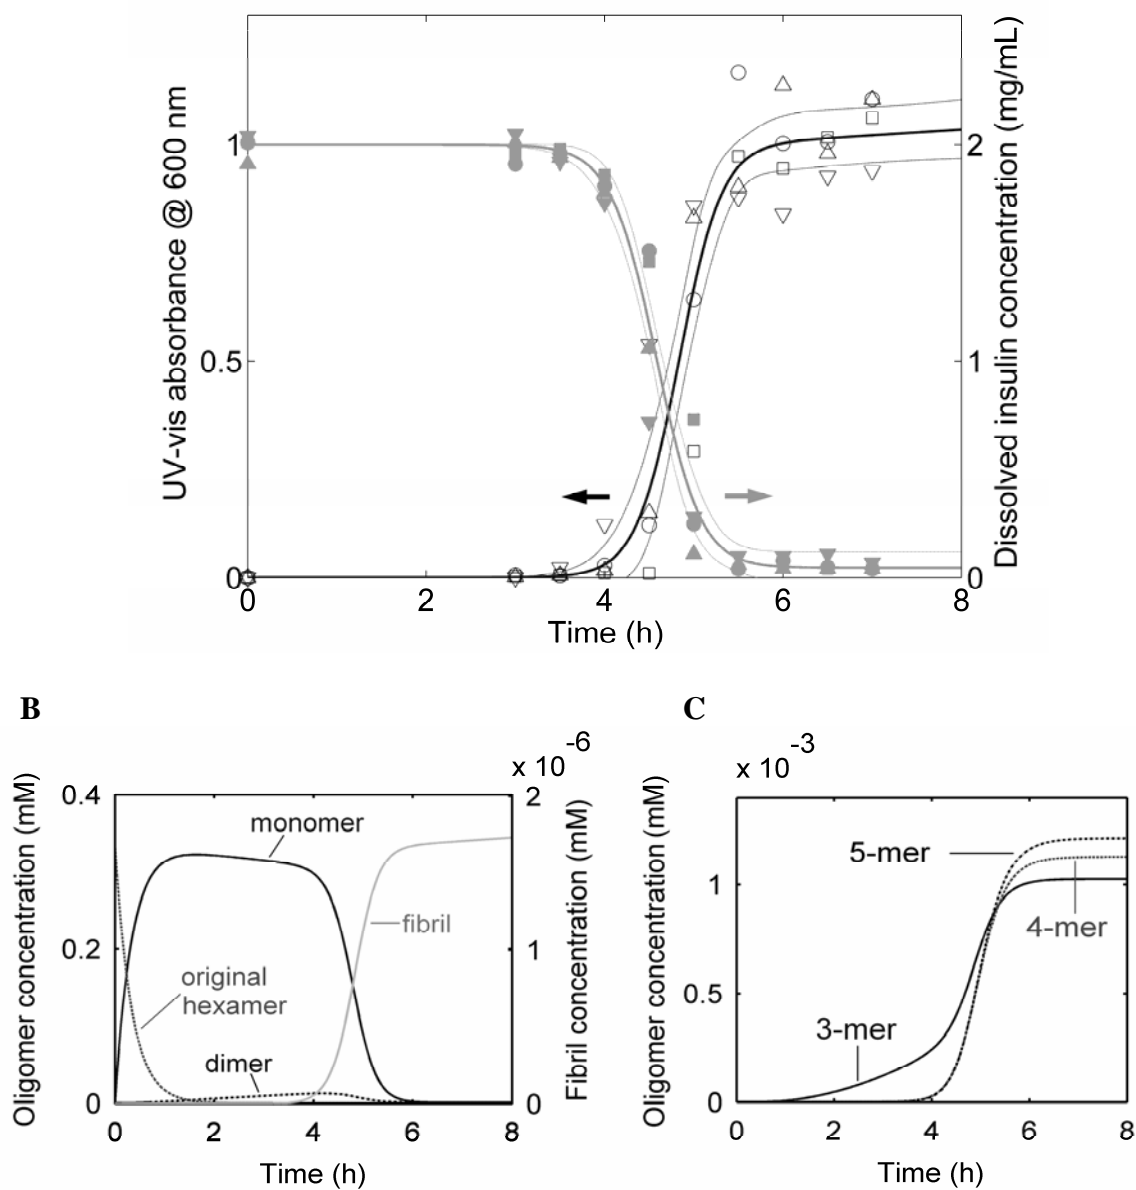 UV-vis absorbance @ 600 nm
1
0.5
0
2
1
0
Dissolved insulin concentration (mg/mL)
0 2 4 6 8
Time (h)
B
C
x 10-6
x 10-3
Oligomer concentration (mM)
0.4
0.2
0
2
1
0
Fibril concentration (mM)
monomer
fibril
original
hexamer
dimer
0 2 4 6 8
Time (h)
Oligomer concentration (mM)
1
0.5
0
5-mer
4-mer
3-mer
0 2 4 6 8
Time (h)